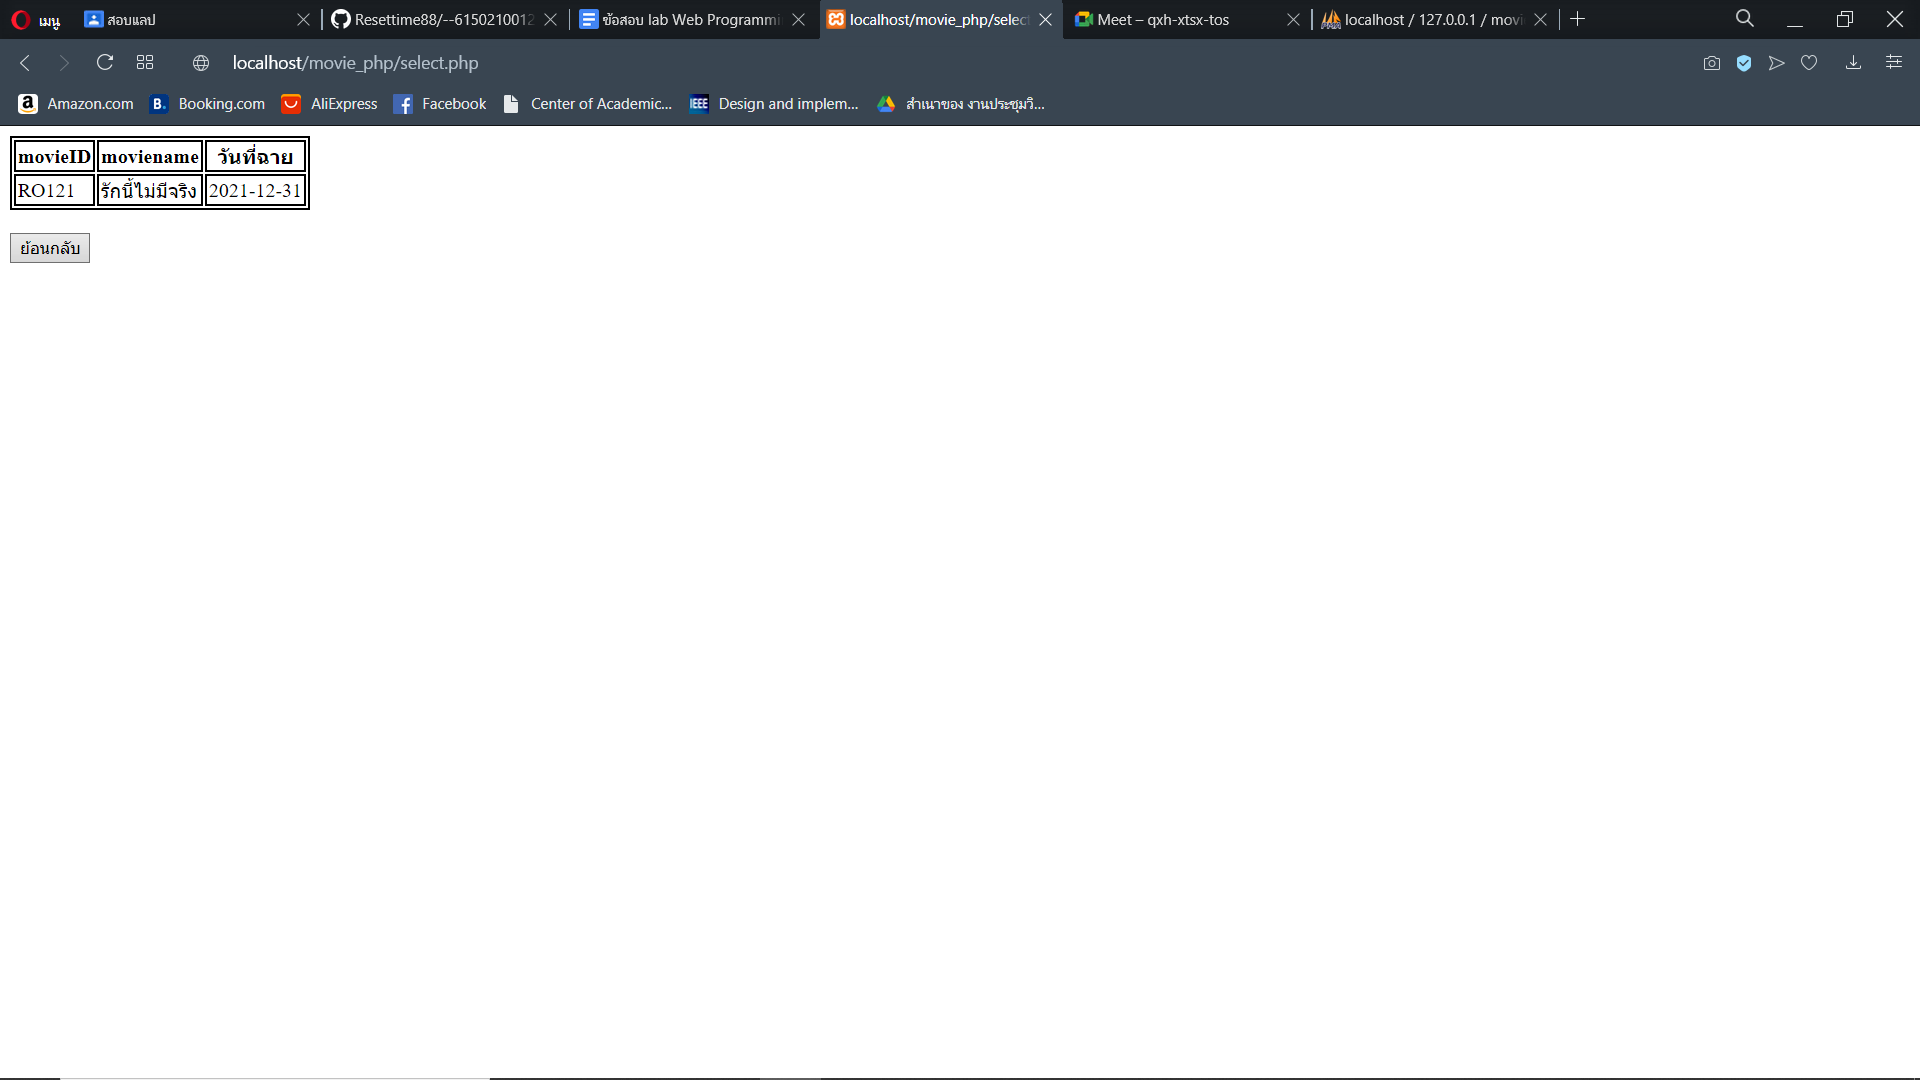 เมนู สอบแลป Resettime88/--6150210012 ข้อสอบ lab Web Programmi localhost/movie_php/select Meet – qxh-xtsx-tos localhost / 127.0.0.1 / movi
localhost/movie_php/select.php
Amazon.com Booking.com AliExpress Facebook Center of Academic... Design and implem... สำเนาของ งานประชุมวิ...
movieID moviename วันที่ฉาย
RO121 รักนี้ไม่มีจริง 2021-12-31
ย้อนกลับ